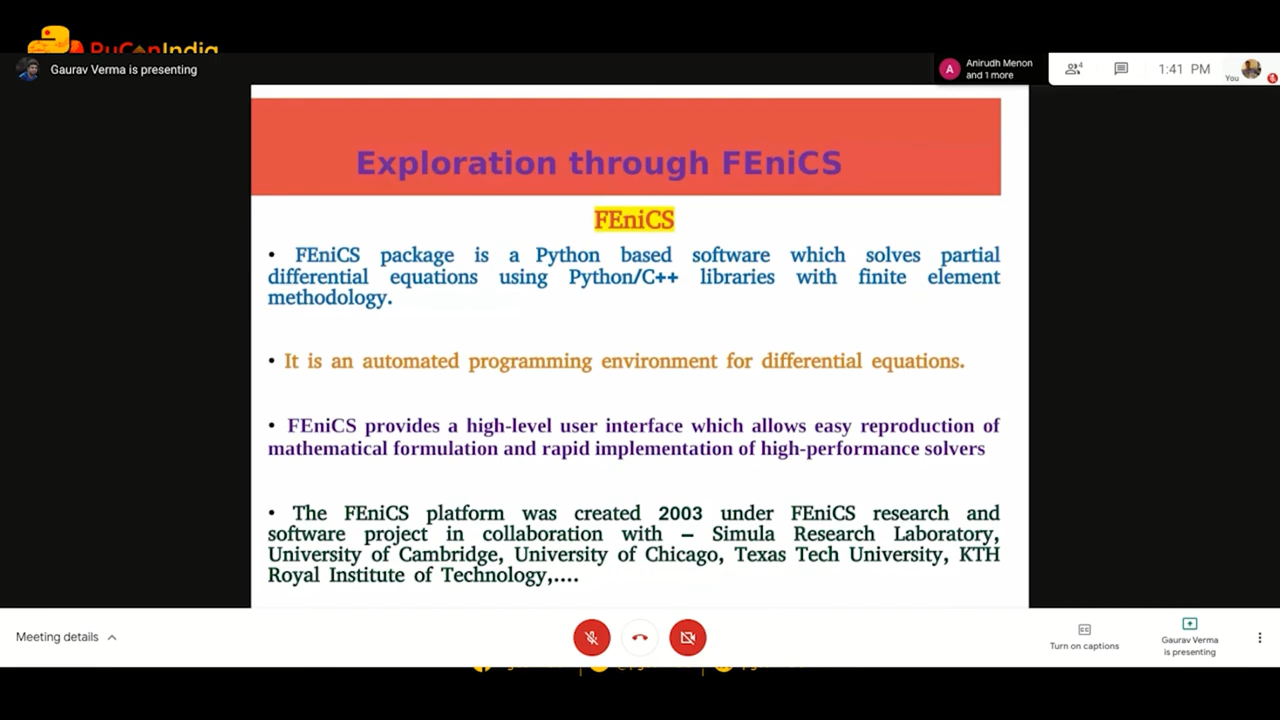 PyConIndia
Gaurav Verma is presenting
A
Anirudh Menon
and 1 more
4
1:41 PM
You
Exploration through FEniCS
FEniCS
• FEniCS package is a Python based software which solves partial
differential equations using Python/C++ libraries with finite element
methodology.
• It is an automated programming environment for differential equations.
• FEniCS provides a high-level user interface which allows easy reproduction of
mathematical formulation and rapid implementation of high-performance solvers
• The FEniCS platform was created 2003 under FEniCS research and
software project in collaboration with – Simula Research Laboratory,
University of Cambridge, University of Chicago, Texas Tech University, KTH
Royal Institute of Technology,....
Meeting details
CC
Turn on captions
Gaurav Verma
is presenting